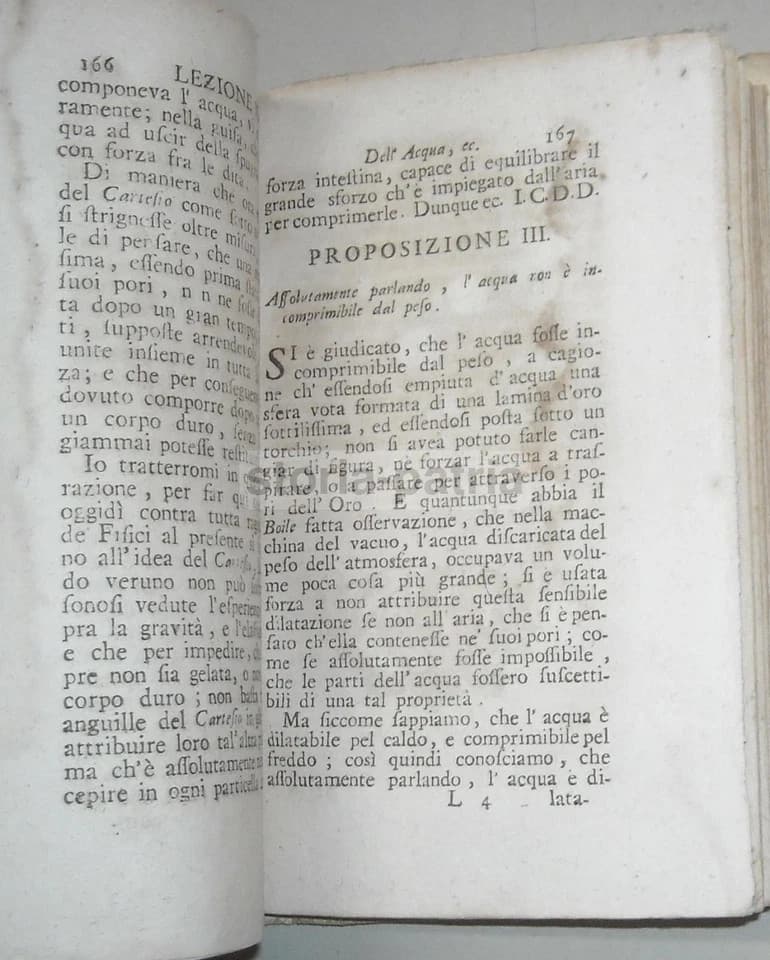 166
LEZIONE
componeva l' acqua,
ramente; nella guisa,
qua ad uſcir della
con forza fra le dita.
Di maniera che
del Carteſio come ſotto
ſi ſtrigneſſe oltre
le di penſare, che una
ſima, eſſendo prima
ſuoi pori, n n ne
ta dopo un gran tempo
ti, ſuppoſte
unite inſieme in tutta
za; e che per
dovuto comporre dopo
un corpo duro,
giammai poteſſe
Io tratterromi in
razione, per far
oggidì contra tutta
de' Fiſici al preſente
no all'idea del
do veruno non può
ſonoſi vedute
pra la gravità, e
e che per impedire,
pre non ſia gelata, o
corpo duro; non
anguille del Carteſio in
attribuire loro tal'
ma ch'è aſſolutamente
cepire in ogni particella
Dell' Acqua, ec. 167
forza inteſtina, capace di equilibrare il
grande sforzo ch'è impiegato dall'aria
per comprimerle. Dunque ec. I.C.D.D.
PROPOSIZIONE III.
Aſſolutamente parlando, l' acqua non è in-
comprimibile dal peſo.
SI è giudicato, che l' acqua foſſe in-
comprimibile dal peſo, a cagio-
ne ch' eſſendoſi empiuta d' acqua una
sfera vota formata di una lamina d'oro
ſottiliſſima, ed eſſendoſi poſta ſotto un
torchio; non ſi avea potuto farle can-
giar di figura, nè forzar l'acqua a traſ-
pirare, o a paſſare per attraverſo i po-
ri dell' Oro. E quantunque abbia il
Boile fatta oſſervazione, che nella mac-
china del vacuo, l'acqua diſcaricata del
peſo dell' atmosfera, occupava un volu-
me poca coſa più grande; ſi è uſata
forza a non attribuire queſta ſenſibile
dilatazione ſe non all' aria, che ſi è pen-
ſato ch'ella conteneſſe ne' ſuoi pori; co-
me ſe aſſolutamente foſſe impoſſibile,
che le parti dell' acqua foſſero ſuſcetti-
bili di una tal proprietà.
Ma ſiccome ſappiamo, che l' acqua è
dilatabile pel caldo, e comprimibile pel
freddo; così quindi conoſciamo, che
aſſolutamente parlando, l' acqua è di-
L 4 lata-
storia patria